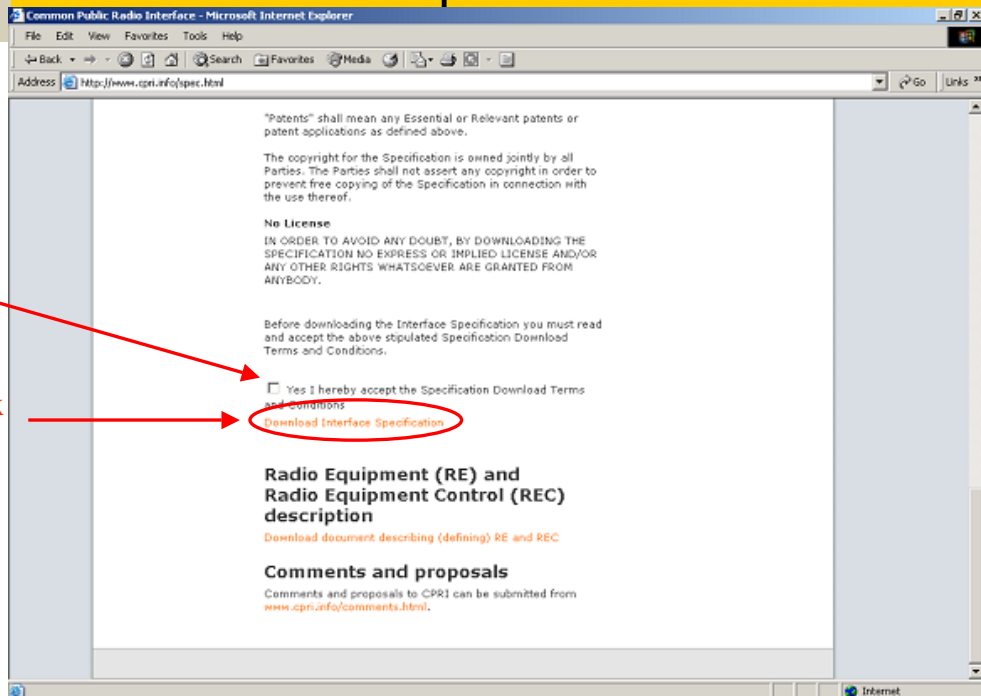 Common Public Radio Interface - Microsoft Internet Explorer
File Edit View Favorites Tools Help
Back Search Favorites Media
Address http://www.cpri.info/spec.html Go Links »
"Patents" shall mean any Essential or Relevant patents or
patent applications as defined above.
The copyright for the Specification is owned jointly by all
Parties. The Parties shall not assert any copyright in order to
prevent free copying of the Specification in connection with
the use thereof.
No License
IN ORDER TO AVOID ANY DOUBT, BY DOWNLOADING THE
SPECIFICATION NO EXPRESS OR IMPLIED LICENSE AND/OR
ANY OTHER RIGHTS WHATSOEVER ARE GRANTED FROM
ANYBODY.
Before downloading the Interface Specification you must read
and accept the above stipulated Specification Download
Terms and Conditions.
Yes I hereby accept the Specification Download Terms
and Conditions
Download Interface Specification
Radio Equipment (RE) and
Radio Equipment Control (REC)
description
Download document describing (defining) RE and REC
Comments and proposals
Comments and proposals to CPRI can be submitted from
www.cpri.info/comments.html.
Internet